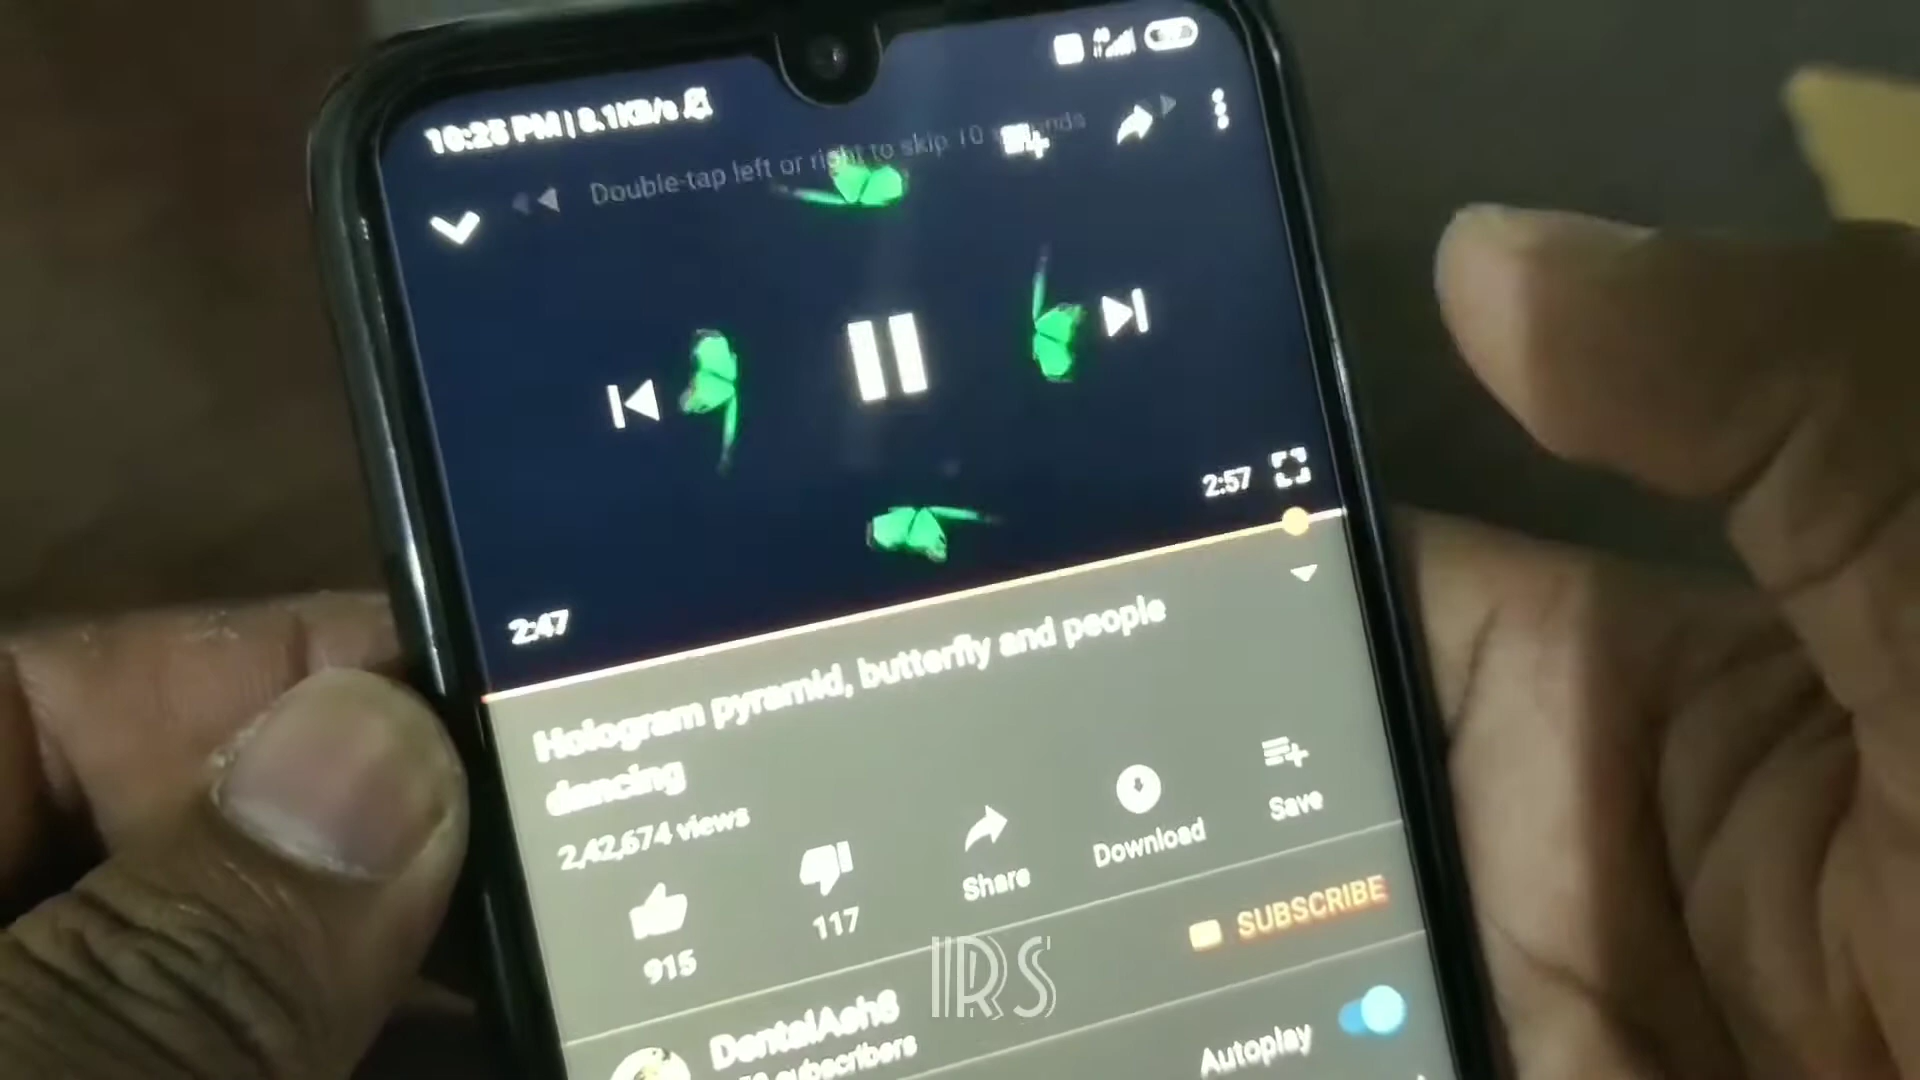 10:25 PM | 8.1KB/s
Double-tap left or right to skip 10 seconds
2:57
2:47
Hologram pyramid, butterfly and people
dancing
2,42,674 views
915
117
Share
Download
Save
SUBSCRIBE
IRS
DentalAsh8
subscribers
Autoplay